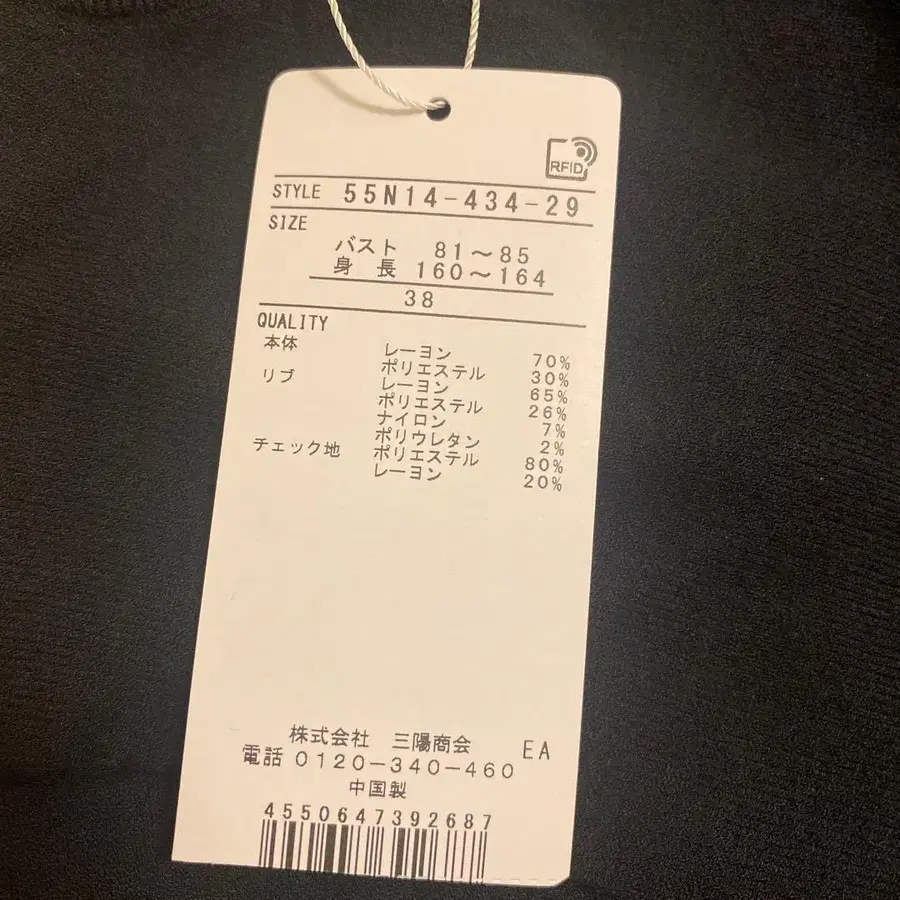 RFID
STYLE 55N14-434-29
SIZE
バスト 81～85
身 長 160～164
38
QUALITY
本体 レーヨン 70%
ポリエステル 30%
リブ レーヨン 65%
ポリエステル 26%
ナイロン 7%
ポリウレタン 2%
チェック地 ポリエステル 80%
レーヨン 20%
株式会社 三陽商会 EA
電話 0120-340-460
中国製
4550647392687